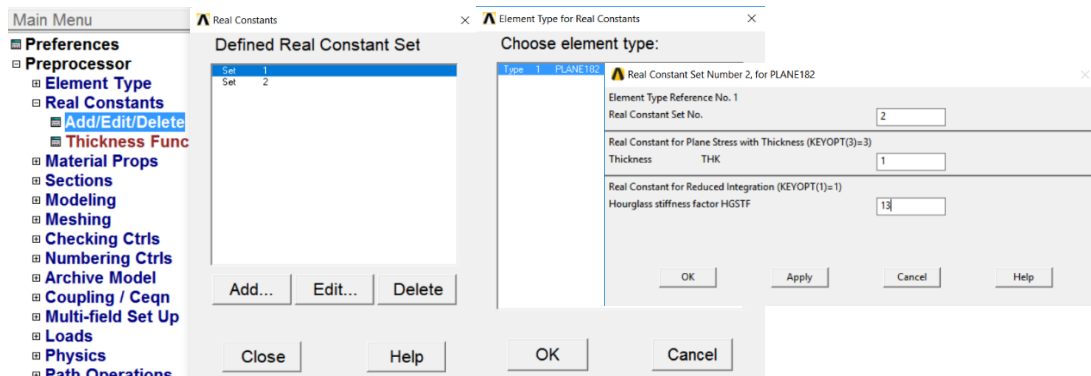 Main Menu
Preferences
Preprocessor
Element Type
Real Constants
Add/Edit/Delete
Thickness Func
Material Props
Sections
Modeling
Meshing
Checking Ctrls
Numbering Ctrls
Archive Model
Coupling / Ceqn
Multi-field Set Up
Loads
Physics
Path Operations
Real Constants
Defined Real Constant Set
Set 1
Set 2
Add... Edit... Delete
Close Help
Element Type for Real Constants
Choose element type:
Type 1 PLANE182
OK Cancel
Real Constant Set Number 2, for PLANE182
Element Type Reference No. 1
Real Constant Set No. 2
Real Constant for Plane Stress with Thickness (KEYOPT(3)=3)
Thickness THK 1
Real Constant for Reduced Integration (KEYOPT(1)=1)
Hourglass stiffness factor HGSTF 13
OK Apply Cancel Help